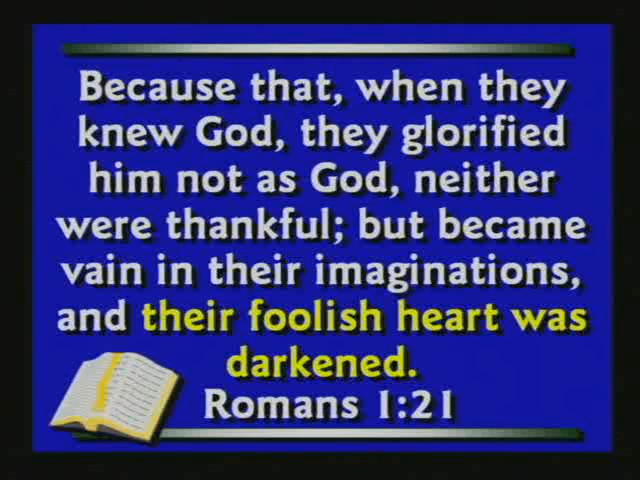 Because that, when they
knew God, they glorified
him not as God, neither
were thankful; but became
vain in their imaginations,
and their foolish heart was
darkened.
Romans 1:21